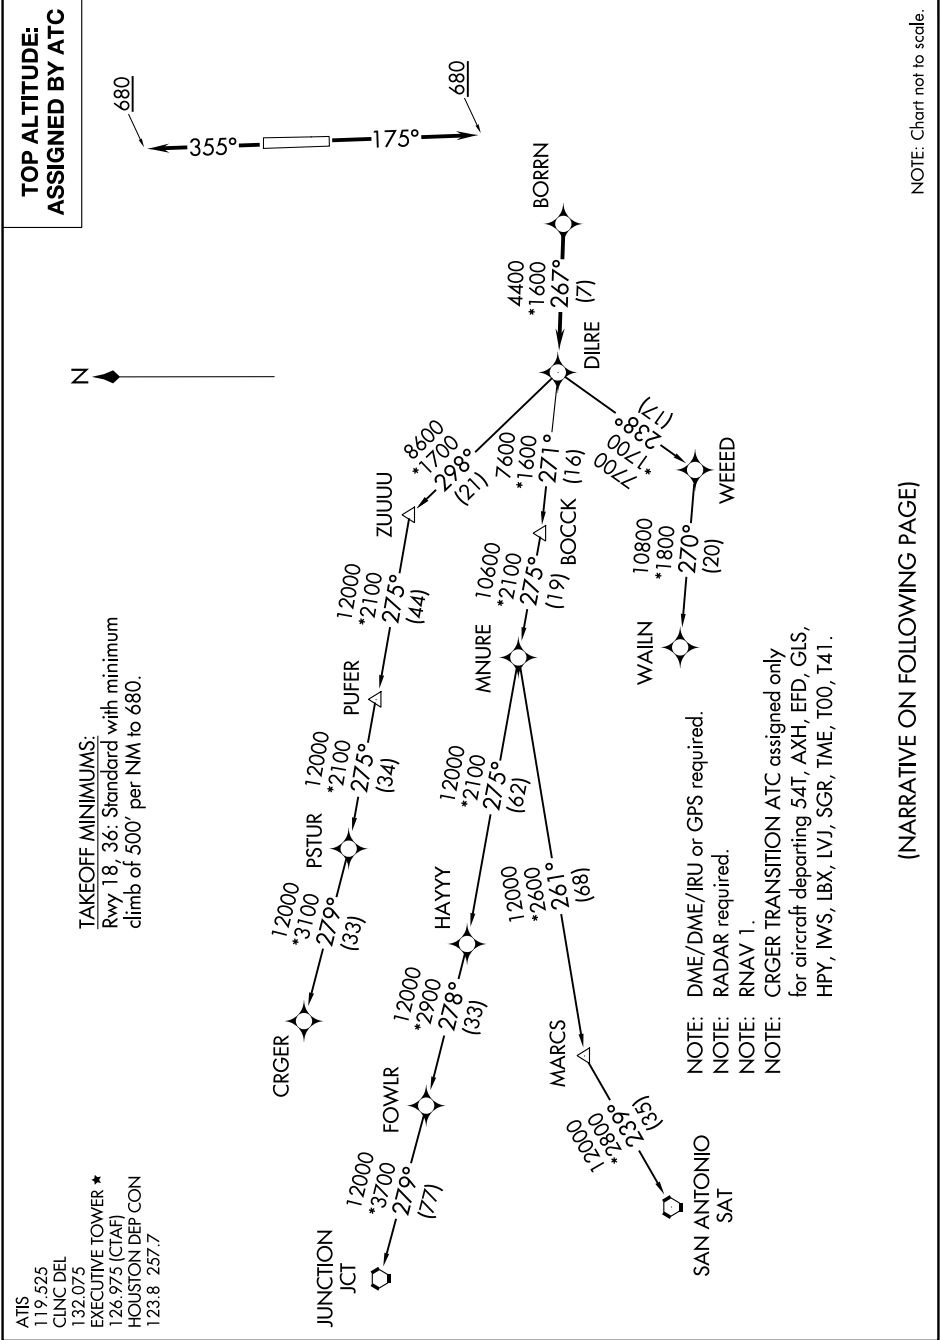 ATIS
119.525
CLNC DEL
132.075
EXECUTIVE TOWER ★
126.975 (CTAF)
HOUSTON DEP CON
123.8 257.7
TOP ALTITUDE:
ASSIGNED BY ATC
TAKEOFF MINIMUMS:
Rwy 18, 36: Standard with minimum
climb of 500' per NM to 680.
N
680
355°
175°
680
CRGER
12000
*3100
279°
(33)
PSTUR
12000
*2100
275°
(34)
PUFER
12000
*2100
275°
(44)
ZUUUU
8600
*1700
298°
(21)
JUNCTION
JCT
12000
*3700
279°
(77)
FOWLR
12000
*2900
278°
(33)
HAYYY
12000
*2100
275°
(62)
MNURE
10600
*2100
275°
(19)
BOCCK
7600
*1600
271°
(16)
DILRE
4400
*1600
267°
(7)
BORRN
SAN ANTONIO
SAT
12000
*2800
239°
(35)
MARCS
12000
*2600
261°
(68)
WAILN
10800
*1800
270°
(20)
WEEED
7700
*1700
238°
(17)
NOTE: DME/DME/IRU or GPS required.
NOTE: RADAR required.
NOTE: RNAV 1.
NOTE: CRGER TRANSITION ATC assigned only
for aircraft departing 54T, AXH, EFD, GLS,
HPY, IWS, LBX, LVJ, SGR, TME, T00, T41.
(NARRATIVE ON FOLLOWING PAGE)
NOTE: Chart not to scale.